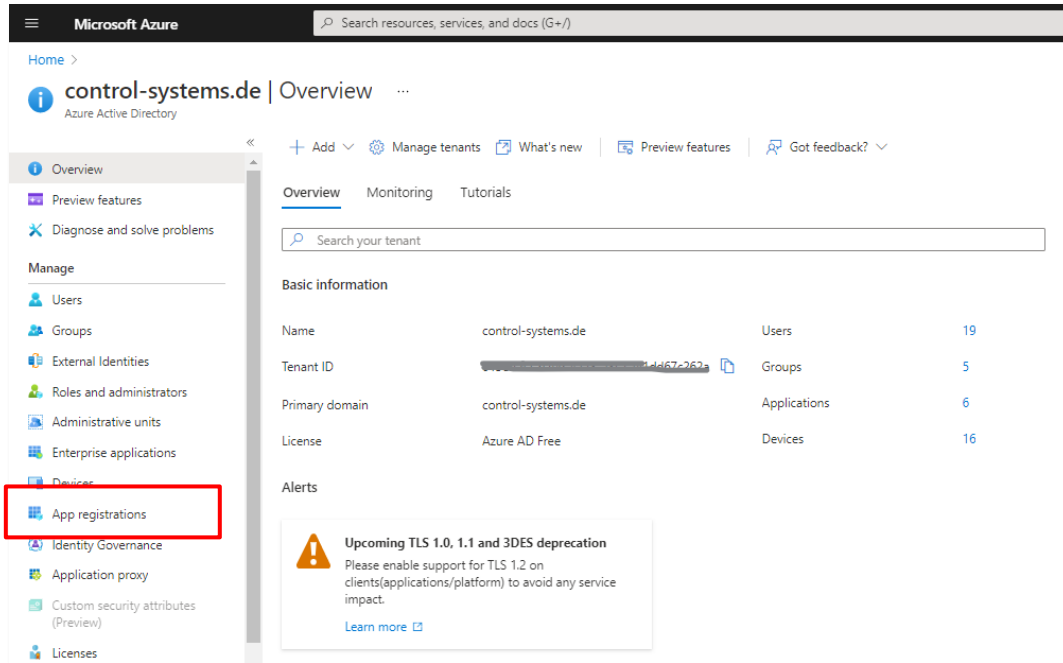 Microsoft Azure
Search resources, services, and docs (G+/)
Home >
control-systems.de | Overview ...
Azure Active Directory
«
Add
Manage tenants
What's new
Preview features
Got feedback?
Overview
Preview features
Diagnose and solve problems
Manage
Users
Groups
External Identities
Roles and administrators
Administrative units
Enterprise applications
Devices
App registrations
Identity Governance
Application proxy
Custom security attributes
(Preview)
Licenses
Overview Monitoring Tutorials
Search your tenant
Basic information
Name control-systems.de Users 19
Tenant ID Groups 5
Primary domain control-systems.de Applications 6
License Azure AD Free Devices 16
Alerts
Upcoming TLS 1.0, 1.1 and 3DES deprecation
Please enable support for TLS 1.2 on
clients(applications/platform) to avoid any service
impact.
Learn more